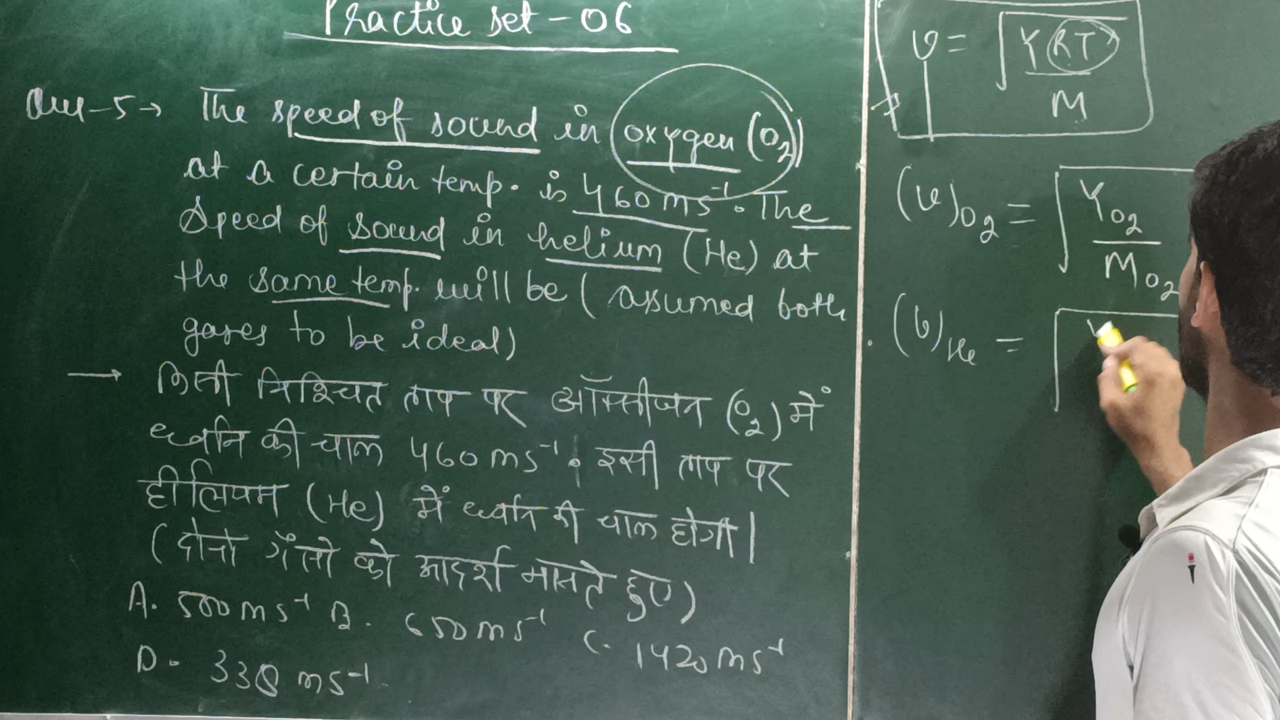 Practice set - 06
Que-5→ The speed of sound in oxygen (O₂)
at a certain temp. is 460 ms⁻¹. The
Speed of sound in helium (He) at
the same temp. will be ( assumed both
gases to be ideal)
→ किसी निश्चित ताप पर ऑक्सीजन (O₂) में
ध्वनि की चाल 460 ms⁻¹। इसी ताप पर
हीलियम (He) में ध्वनि की चाल होगी।
(दोनों गैसों को आदर्श मानते हुए)
A. 500 ms⁻¹ B. 650 ms⁻¹ C. 1420 ms⁻¹
D. 330 ms⁻¹.
v = √(γRT/M)
(v)O₂ = √(γO₂/MO₂
(v)He = √